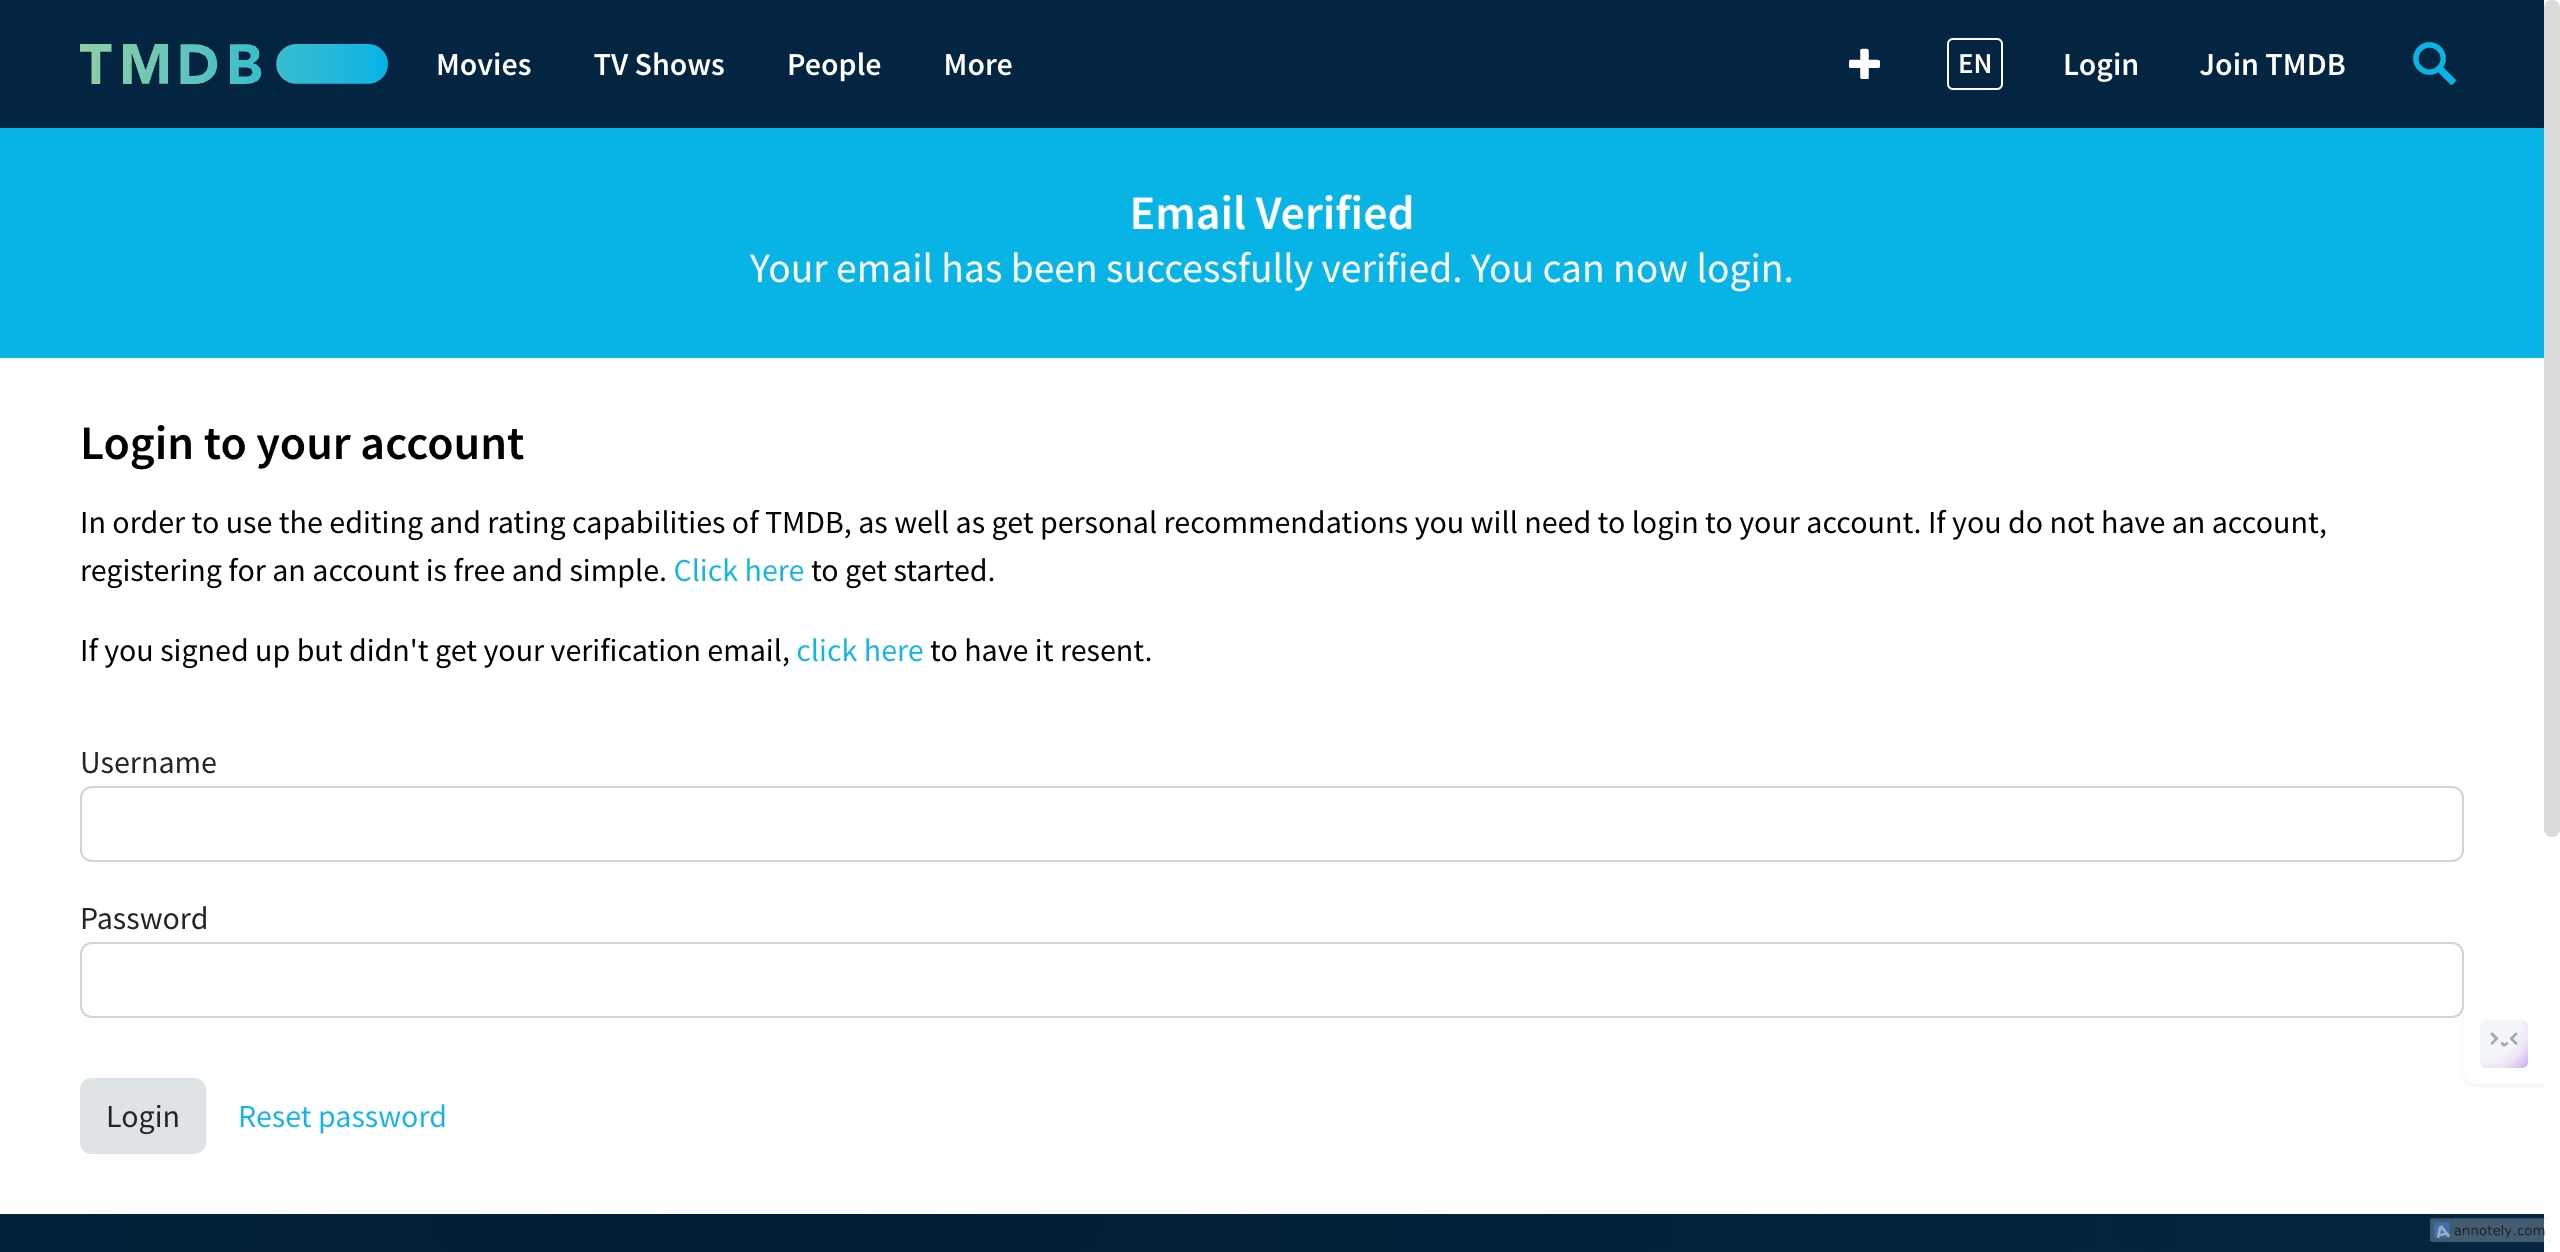 TMDB Movies TV Shows People More EN Login Join TMDB
Email Verified
Your email has been successfully verified. You can now login.
Login to your account
In order to use the editing and rating capabilities of TMDB, as well as get personal recommendations you will need to login to your account. If you do not have an account,
registering for an account is free and simple. Click here to get started.
If you signed up but didn't get your verification email, click here to have it resent.
Username
Password
Login Reset password
annotely.com